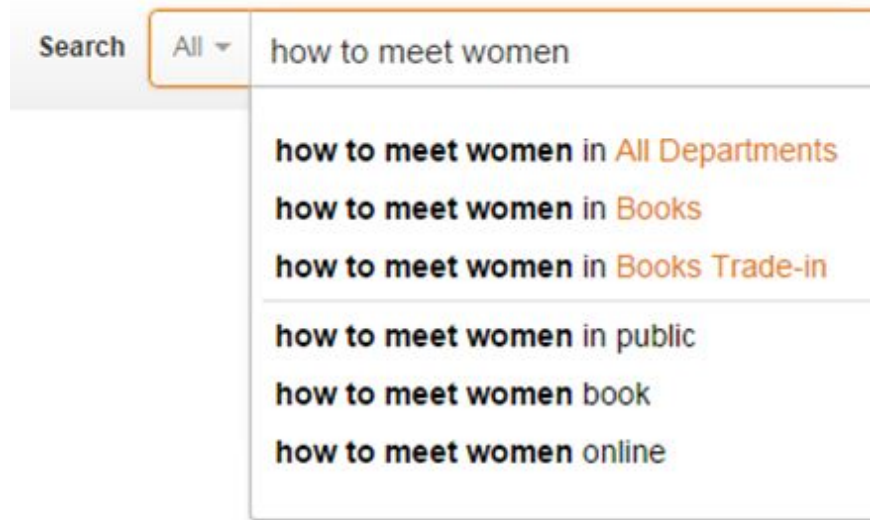 Search All how to meet women
how to meet women in All Departments
how to meet women in Books
how to meet women in Books Trade-in
how to meet women in public
how to meet women book
how to meet women online